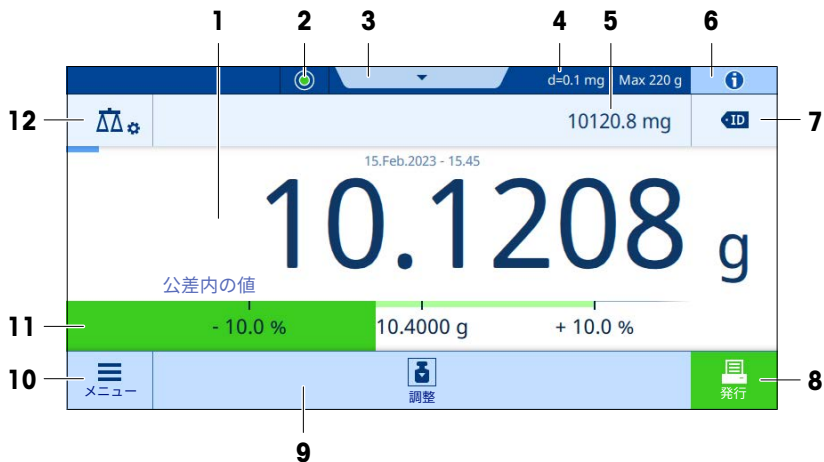 1 2 3 4 5 6
d=0.1 mg Max 220 g
12 10120.8 mg ID 7
15.Feb.2023 - 15.45
10.1208 g
公差内の値
11 - 10.0 % 10.4000 g + 10.0 %
10 メニュー 調整 発行 8
9